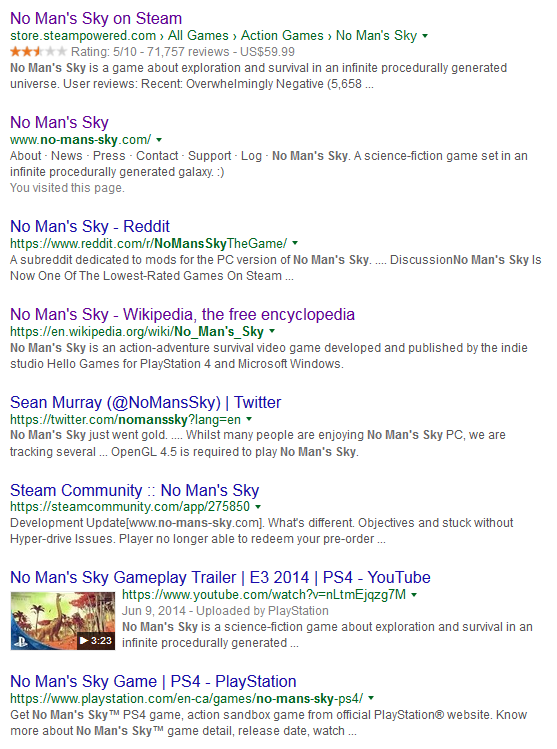 No Man's Sky on Steam
store.steampowered.com › All Games › Action Games › No Man's Sky
Rating: 5/10 - 71,757 reviews - US$59.99
No Man's Sky is a game about exploration and survival in an infinite procedurally generated
universe. User reviews: Recent: Overwhelmingly Negative (5,658 ...
No Man's Sky
www.no-mans-sky.com/
About · News · Press · Contact · Support · Log · No Man's Sky. A science-fiction game set in an
infinite procedurally generated galaxy. :)
You visited this page.
No Man's Sky - Reddit
https://www.reddit.com/r/NoMansSkyTheGame/
A subreddit dedicated to mods for the PC version of No Man's Sky. .... DiscussionNo Man's Sky Is
Now One Of The Lowest-Rated Games On Steam ...
No Man's Sky - Wikipedia, the free encyclopedia
https://en.wikipedia.org/wiki/No_Man's_Sky
No Man's Sky is an action-adventure survival video game developed and published by the indie
studio Hello Games for PlayStation 4 and Microsoft Windows.
Sean Murray (@NoMansSky) | Twitter
https://twitter.com/nomanssky?lang=en
No Man's Sky just went gold. .... Whilst many people are enjoying No Man's Sky PC, we are
tracking several ... OpenGL 4.5 is required to play No Man's Sky.
Steam Community :: No Man's Sky
https://steamcommunity.com/app/275850
Development Update[www.no-mans-sky.com]. What's different. Objectives and stuck without
Hyper-drive Issues. Player no longer able to redeem your pre-order ...
No Man's Sky Gameplay Trailer | E3 2014 | PS4 - YouTube
https://www.youtube.com/watch?v=nLtmEjqzg7M
Jun 9, 2014 - Uploaded by PlayStation
No Man's Sky is a science-fiction game about exploration and survival in an
infinite procedurally generated ...
3:23
No Man's Sky Game | PS4 - PlayStation
https://www.playstation.com/en-ca/games/no-mans-sky-ps4/
Get No Man's Sky™ PS4 game, action sandbox game from official PlayStation® website. Know
more about No Man's Sky™ game detail, release date, watch ...